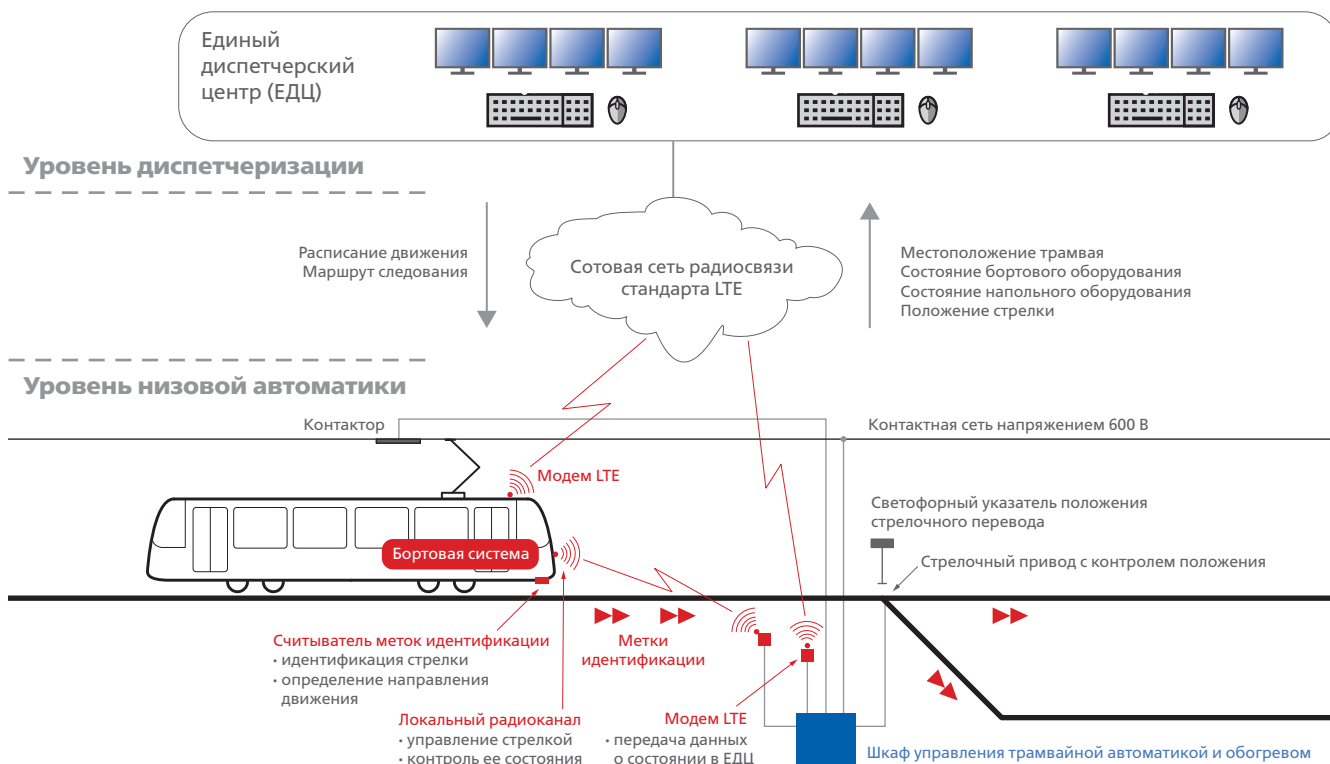 Единый
диспетчерский
центр (ЕДЦ)
Уровень диспетчеризации
Расписание движения
Маршрут следования
Сотовая сеть радиосвязи
стандарта LTE
Местоположение трамвая
Состояние бортового оборудования
Состояние напольного оборудования
Положение стрелки
Уровень низовой автоматики
Контактор
Контактная сеть напряжением 600 В
Модем LTE
Светофорный указатель положения
стрелочного перевода
Бортовая система
Стрелочный привод с контролем положения
Считыватель меток идентификации
· идентификация стрелки
· определение направления
движения
Метки
идентификации
Локальный радиоканал
· управление стрелкой
· контроль ее состояния
Модем LTE
· передача данных
о состоянии в ЕДЦ
Шкаф управления трамвайной автоматикой и обогревом